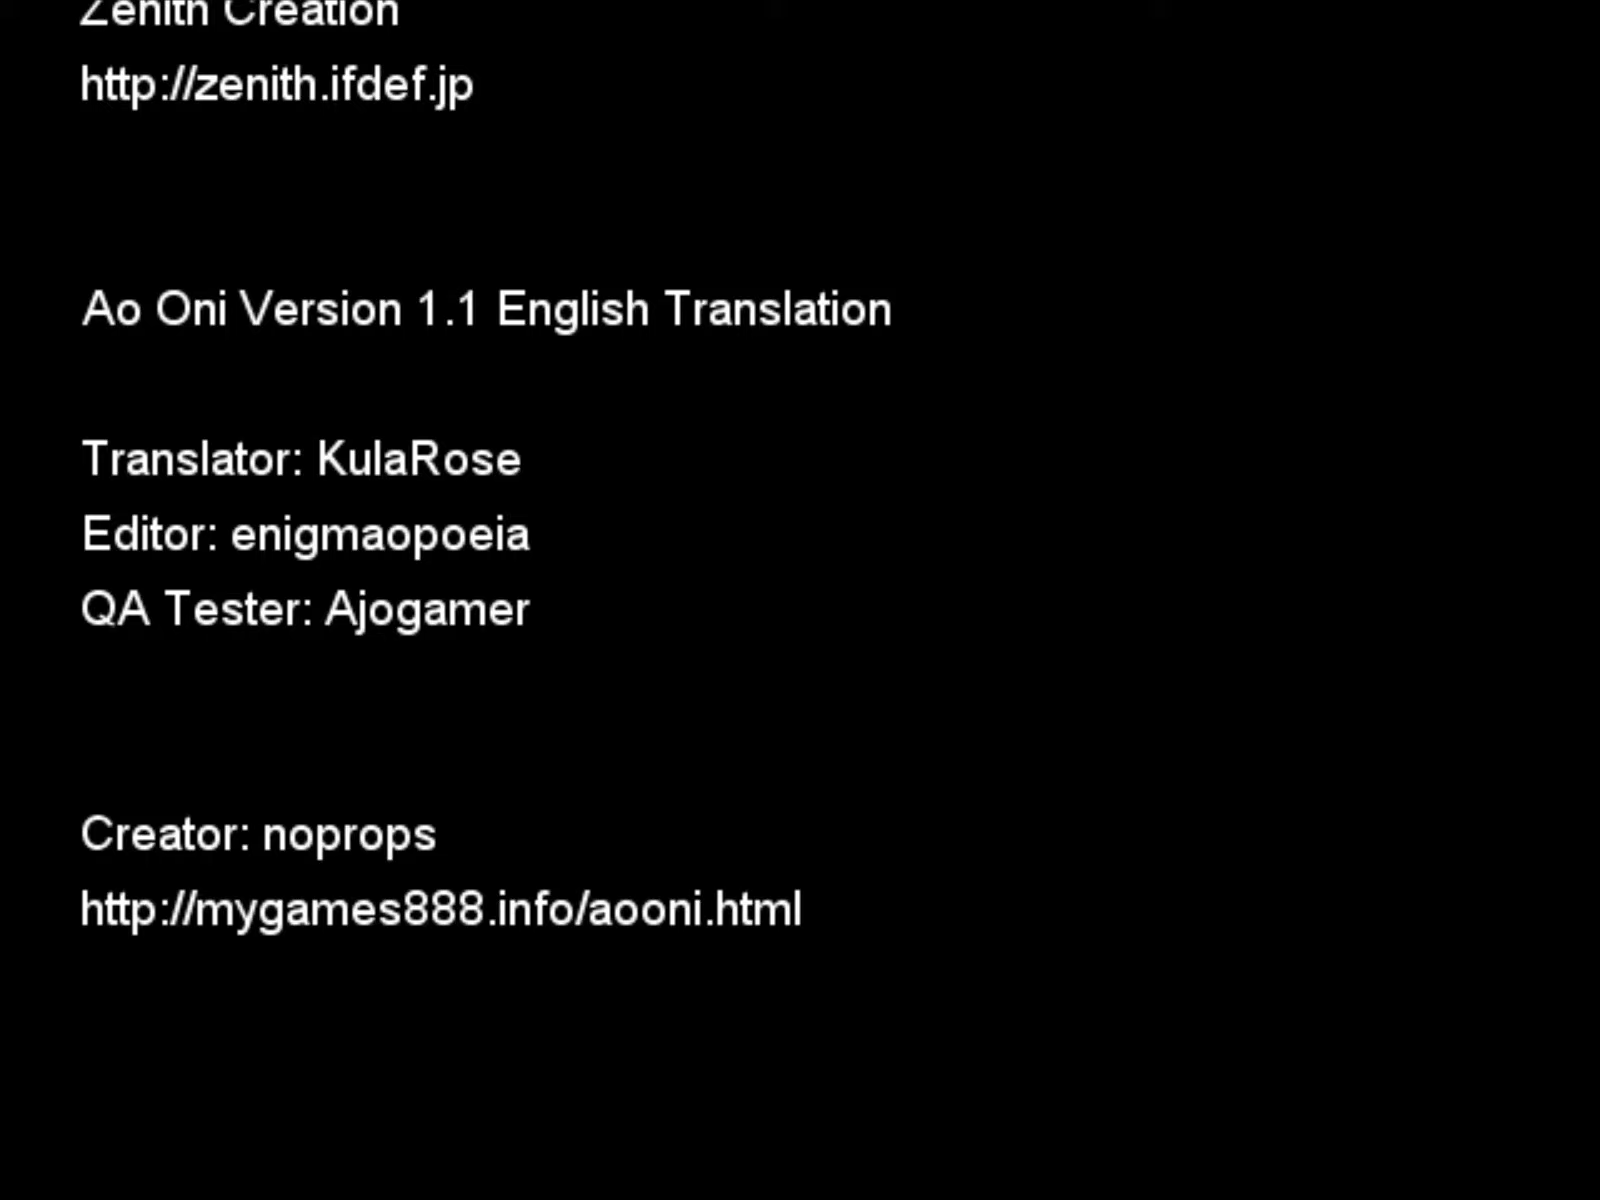 Zenith Creation
http://zenith.ifdef.jp
Ao Oni Version 1.1 English Translation
Translator: KulaRose
Editor: enigmaopoeia
QA Tester: Ajogamer
Creator: noprops
http://mygames888.info/aooni.html